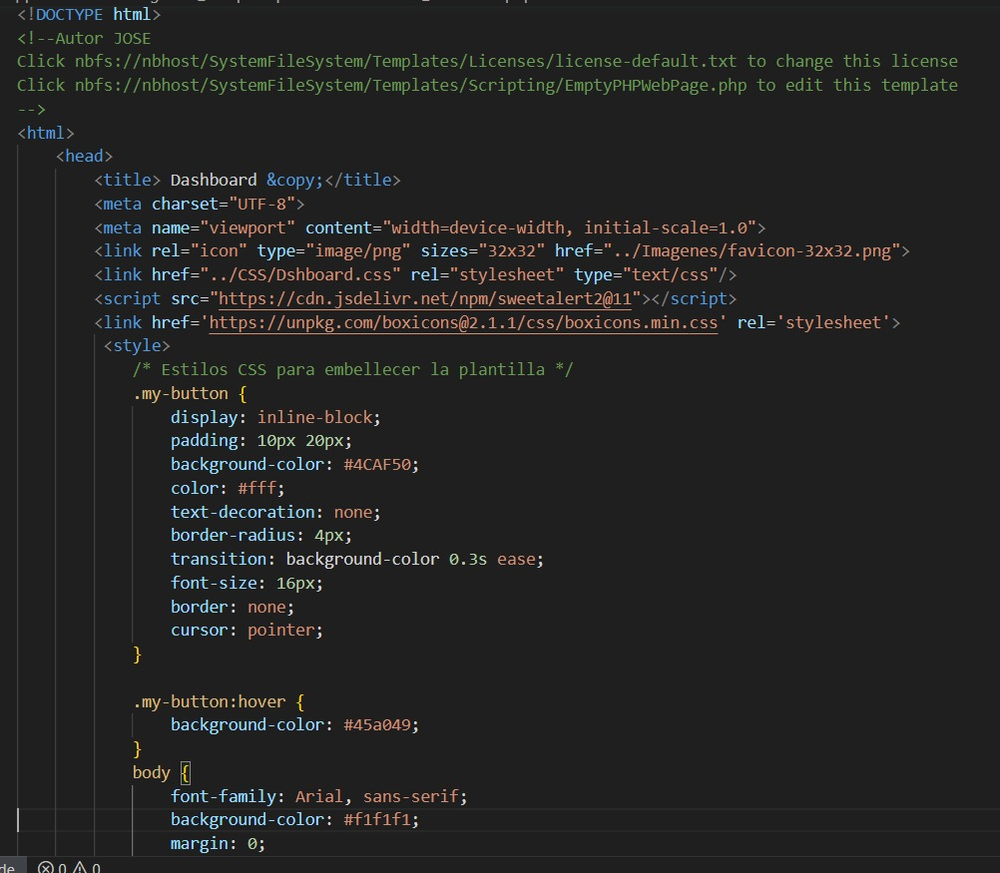 <!DOCTYPE html>
<!--Autor JOSE
Click nbfs://nbhost/SystemFileSystem/Templates/Licenses/license-default.txt to change this license
Click nbfs://nbhost/SystemFileSystem/Templates/Scripting/EmptyPHPWebPage.php to edit this template
-->
<html>
    <head>
        <title> Dashboard &copy;</title>
        <meta charset="UTF-8">
        <meta name="viewport" content="width=device-width, initial-scale=1.0">
        <link rel="icon" type="image/png" sizes="32x32" href="../Imagenes/favicon-32x32.png">
        <link href="../CSS/Dshboard.css" rel="stylesheet" type="text/css"/>
        <script src="https://cdn.jsdelivr.net/npm/sweetalert2@11"></script>
        <link href='https://unpkg.com/boxicons@2.1.1/css/boxicons.min.css' rel='stylesheet'>
         <style>
            /* Estilos CSS para embellecer la plantilla */
            .my-button {
                display: inline-block;
                padding: 10px 20px;
                background-color: #4CAF50;
                color: #fff;
                text-decoration: none;
                border-radius: 4px;
                transition: background-color 0.3s ease;
                font-size: 16px;
                border: none;
                cursor: pointer;
            }

            .my-button:hover {
                background-color: #45a049;
            }
            body {
                font-family: Arial, sans-serif;
                background-color: #f1f1f1;
                margin: 0;
de 0 0